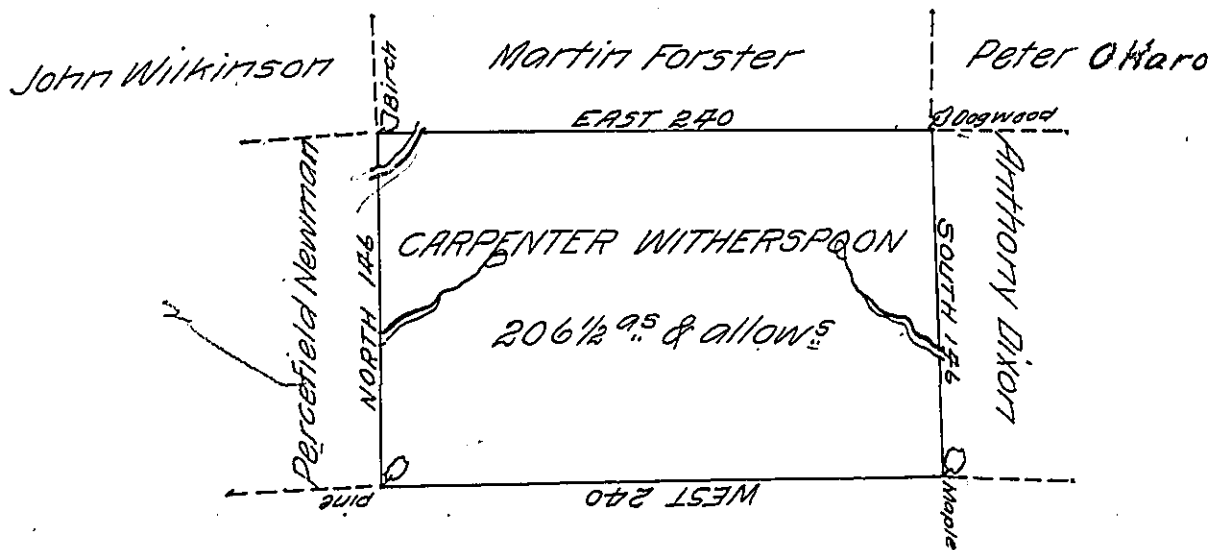 John Wilkinson
Martin Forster
Peter OHaro
Birch
EAST 240
Dogwood
Percefield Newman
NORTH 146
CARPENTER WITHERSPOON
206½ as & allows
SOUTH 146
Anthony Dixon
Pine
WEST 240
Maple